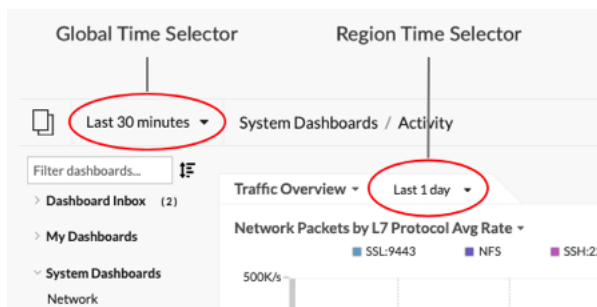 Global Time Selector
Region Time Selector
Last 30 minutes
System Dashboards / Activity
Filter dashboards...
Dashboard Inbox (2)
My Dashboards
System Dashboards
Network
Traffic Overview
Last 1 day
Network Packets by L7 Protocol Avg Rate
SSL:9443 NFS SSH:2
500K/s